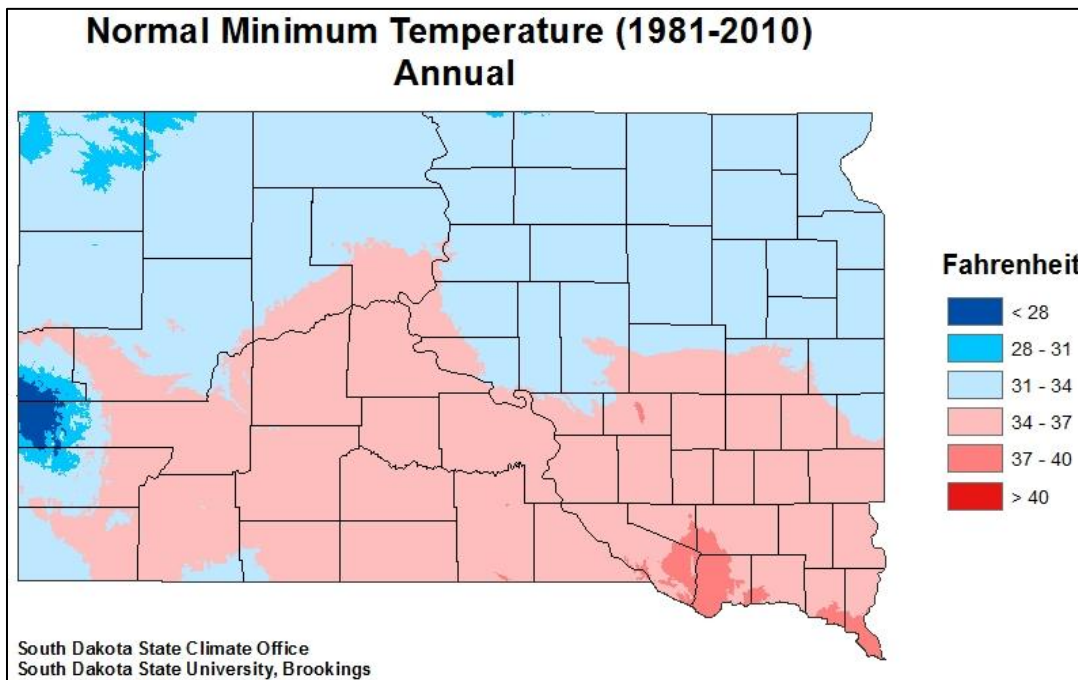 Normal Minimum Temperature (1981-2010)
Annual
Fahrenheit
< 28
28 - 31
31 - 34
34 - 37
37 - 40
> 40
South Dakota State Climate Office
South Dakota State University, Brookings